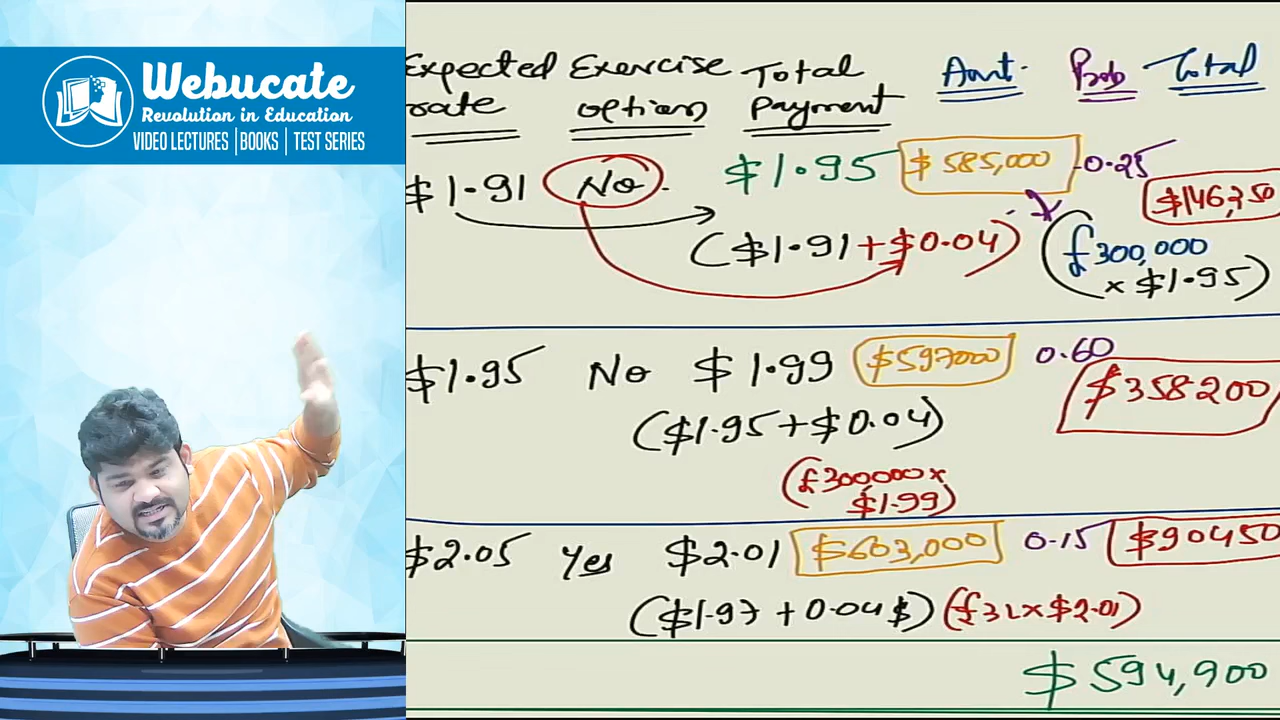 Webucate
Revolution in Education
VIDEO LECTURES | BOOKS | TEST SERIES
Expected Exercise Total Amt. Prob Total
rate option Payment
$1.91 No. $1.95 $585,000 0.25 $146,250
($1.91+$0.04) x (£300,000
x $1.95)
$1.95 No $1.99 $597000 0.60 $358200
($1.95+$0.04)
(£300000x
$1.99)
$2.05 Yes $2.01 $603,000 0.15 $90450
($1.97 +0.04$) (£3Lx$2.01)
$594,900